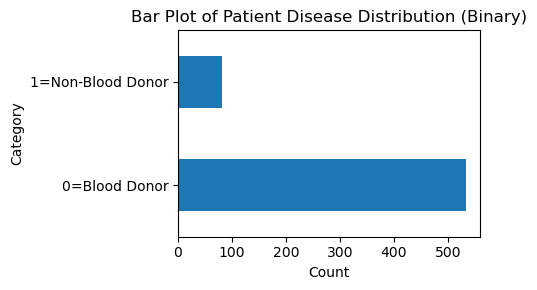 Bar Plot of Patient Disease Distribution (Binary)
Category
1=Non-Blood Donor
0=Blood Donor
0 100 200 300 400 500
Count